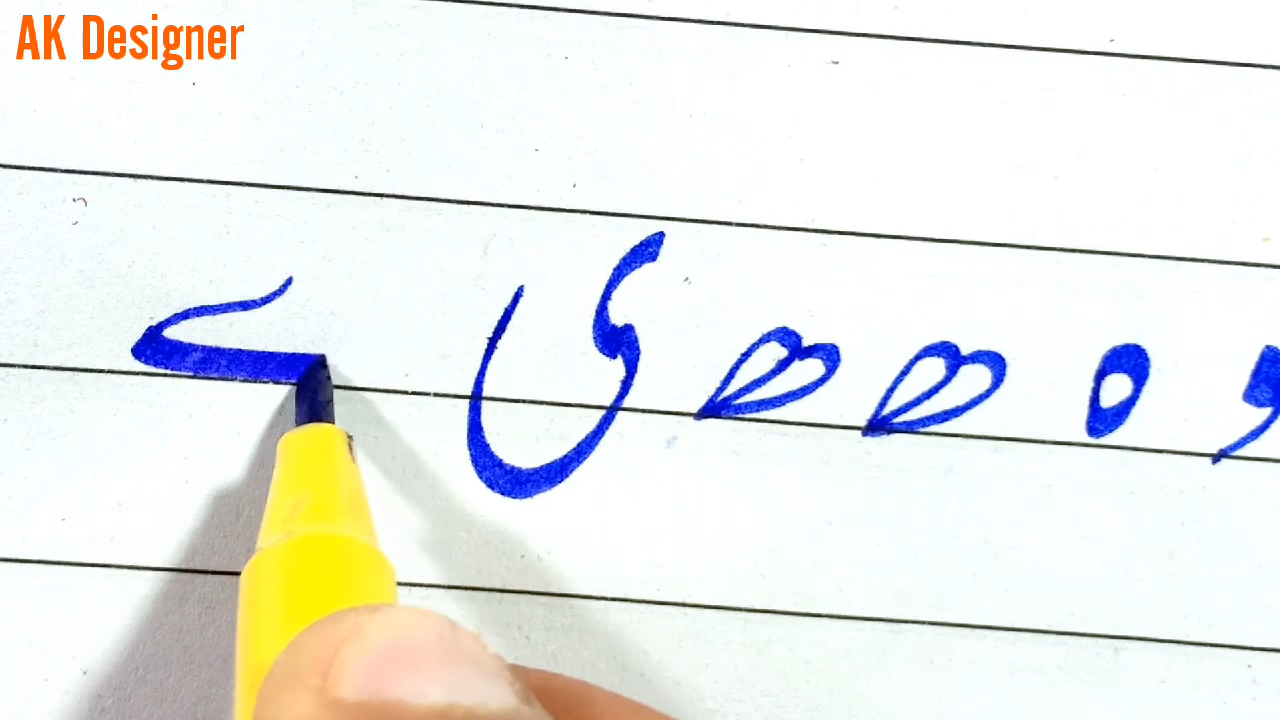 AK Designer
و ہ ھ ھ ی ے